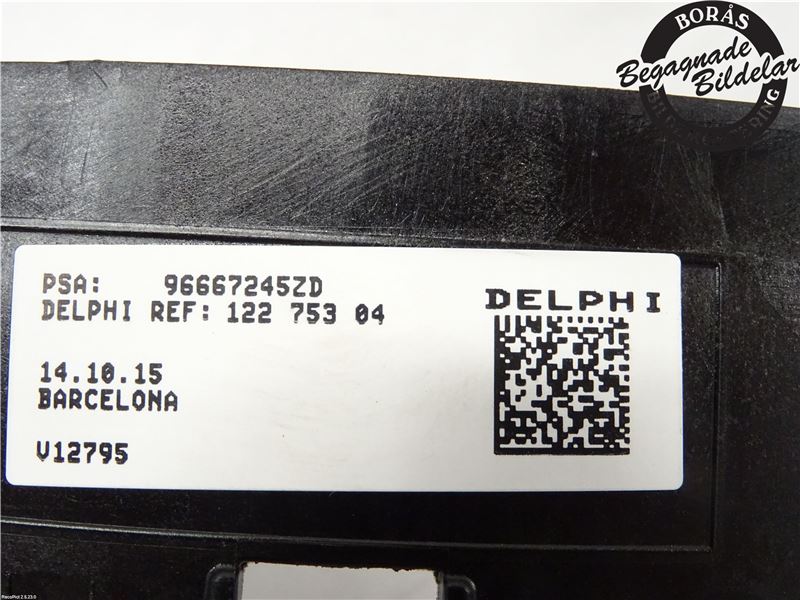 BORÅS
Begagnade
Bildelar
PSA: 96667245ZD
DELPHI REF: 122 753 04
DELPHI
14.10.15
BARCELONA
V12795